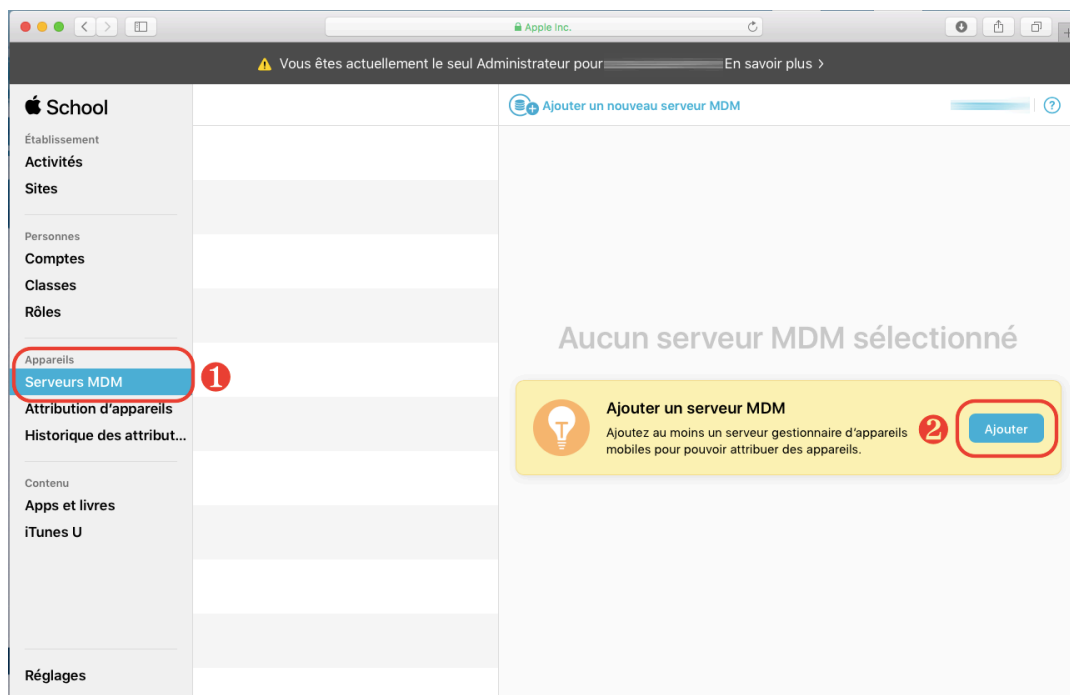 Apple Inc.
Vous êtes actuellement le seul Administrateur pour En savoir plus >
School
Établissement
Activités
Sites
Personnes
Comptes
Classes
Rôles
Appareils
Serveurs MDM
Attribution d'appareils
Historique des attribut...
Contenu
Apps et livres
iTunes U
Réglages
1
Ajouter un nouveau serveur MDM
?
Aucun serveur MDM sélectionné
Ajouter un serveur MDM
Ajoutez au moins un serveur gestionnaire d'appareils
mobiles pour pouvoir attribuer des appareils.
2
Ajouter